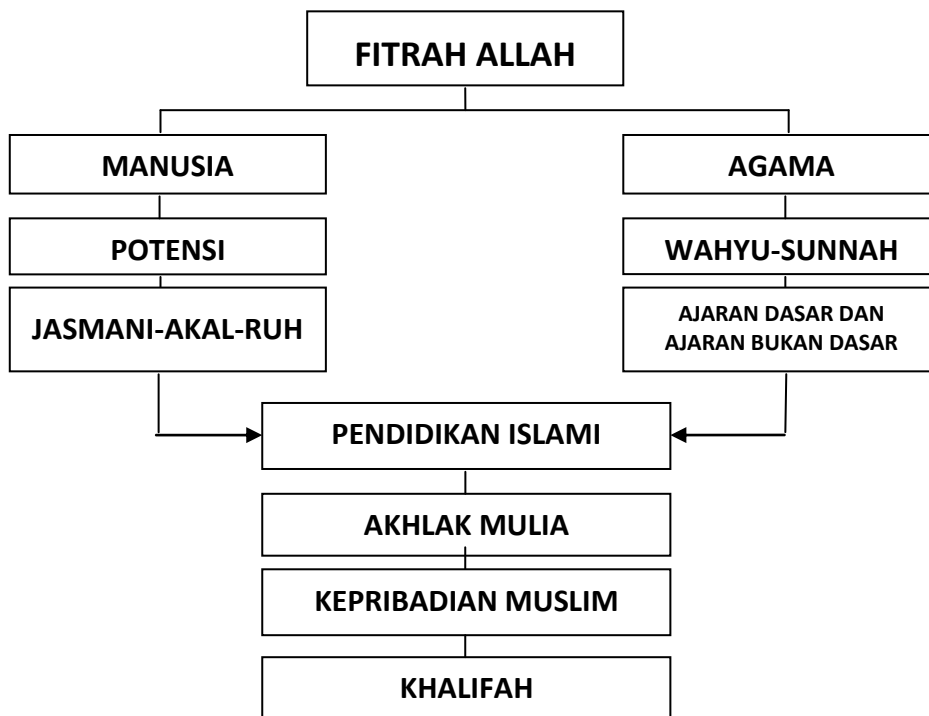 FITRAH ALLAH
MANUSIA
AGAMA
POTENSI
WAHYU-SUNNAH
JASMANI-AKAL-RUH
AJARAN DASAR DAN
AJARAN BUKAN DASAR
PENDIDIKAN ISLAMI
AKHLAK MULIA
KEPRIBADIAN MUSLIM
KHALIFAH